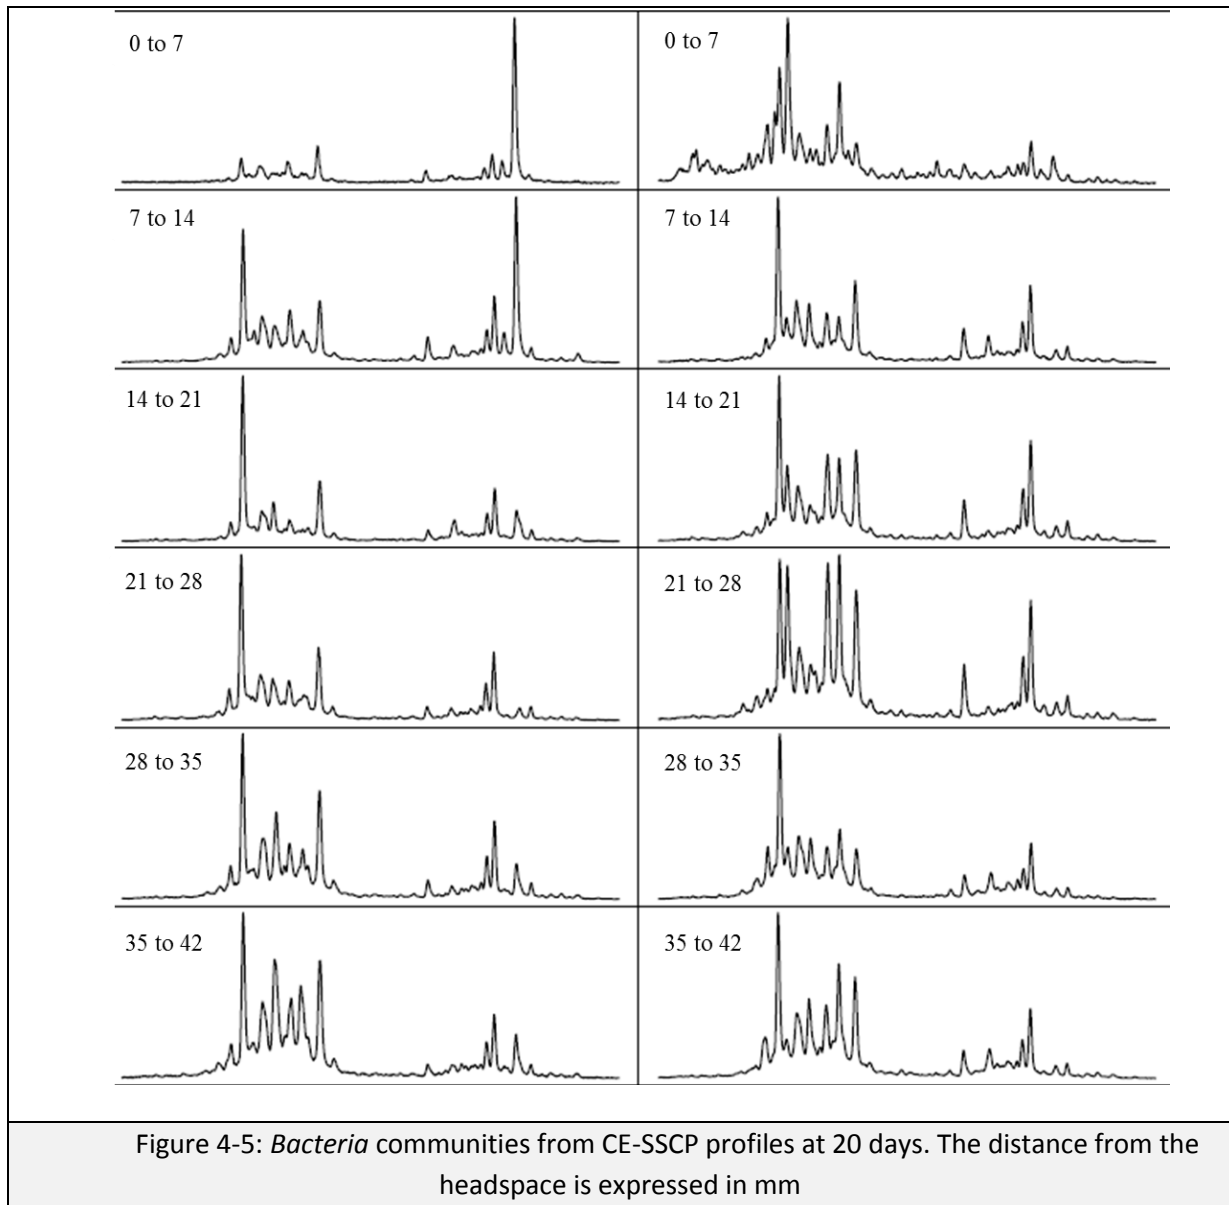 0 to 7
0 to 7
7 to 14
7 to 14
14 to 21
14 to 21
21 to 28
21 to 28
28 to 35
28 to 35
35 to 42
35 to 42
Figure 4-5: Bacteria communities from CE-SSCP profiles at 20 days. The distance from the
headspace is expressed in mm